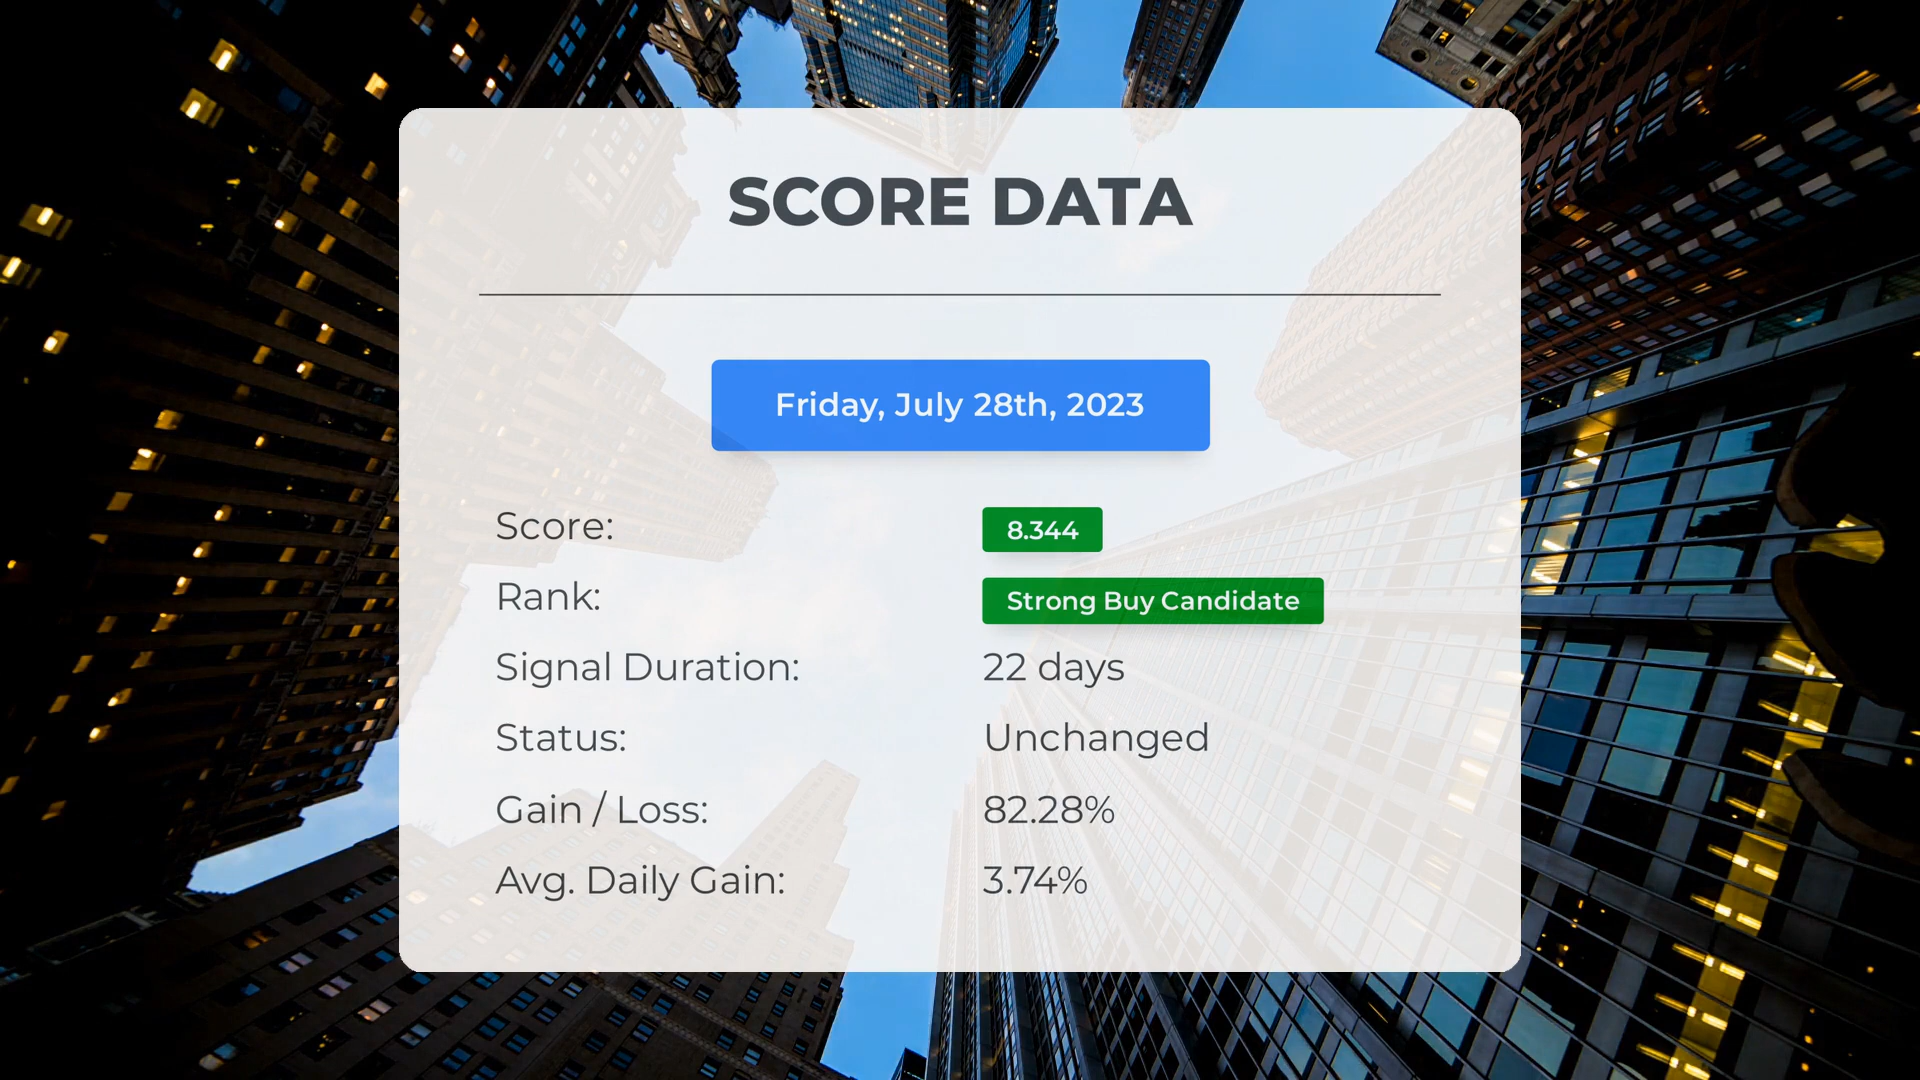 SCORE DATA
Friday, July 28th, 2023
Score: 8.344
Rank: Strong Buy Candidate
Signal Duration: 22 days
Status: Unchanged
Gain / Loss: 82.28%
Avg. Daily Gain: 3.74%